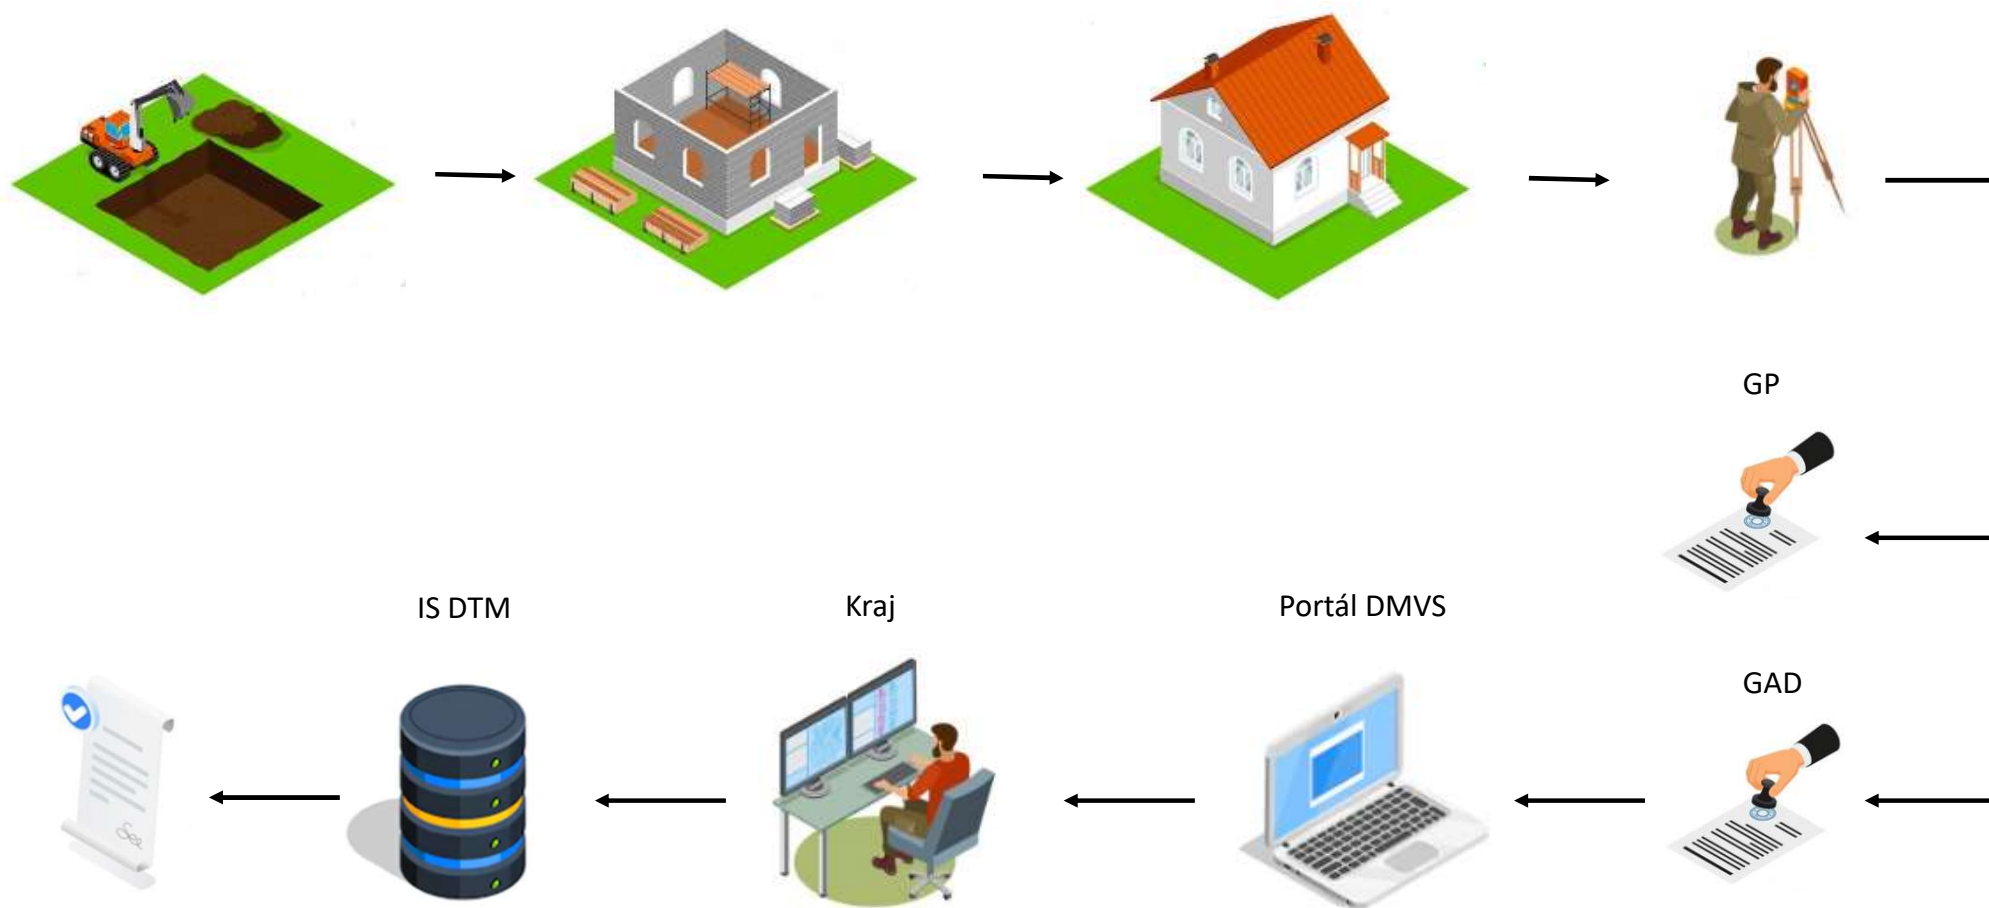 GP
IS DTM
Kraj
Portál DMVS
GAD